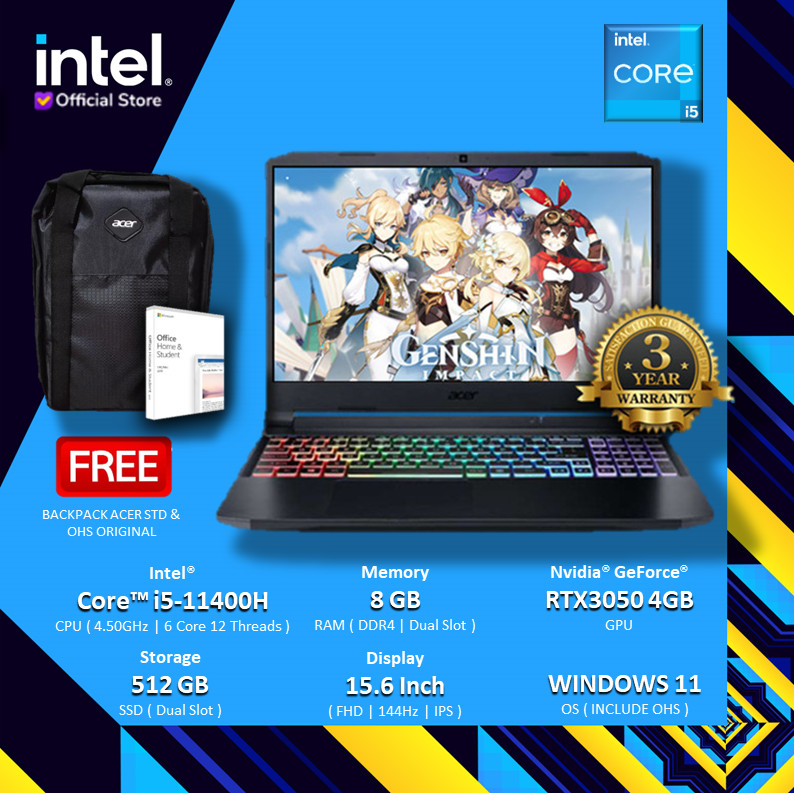 intel®
Official Store
intel.
CORE
i5
acer
Office
Home &
Student
GENSHIN
IMPACT
acer
SATISFACTION GUARANTEED
3
YEAR
WARRANTY
FREE
BACKPACK ACER STD &
OHS ORIGINAL
Intel®
Core™ i5-11400H
CPU ( 4.50GHz | 6 Core 12 Threads )
Memory
8 GB
RAM ( DDR4 | Dual Slot )
Nvidia® GeForce®
RTX3050 4GB
GPU
Storage
512 GB
SSD ( Dual Slot )
Display
15.6 Inch
( FHD | 144Hz | IPS )
WINDOWS 11
OS ( INCLUDE OHS )